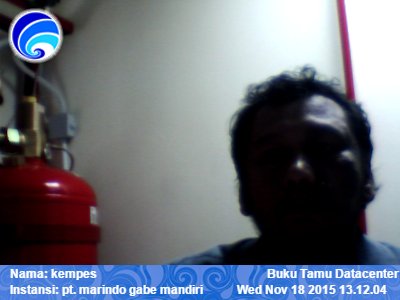 Nama: kempes
Buku Tamu Datacenter
Instansi: pt. marindo gabe mandiri
Wed Nov 18 2015 13.12.04